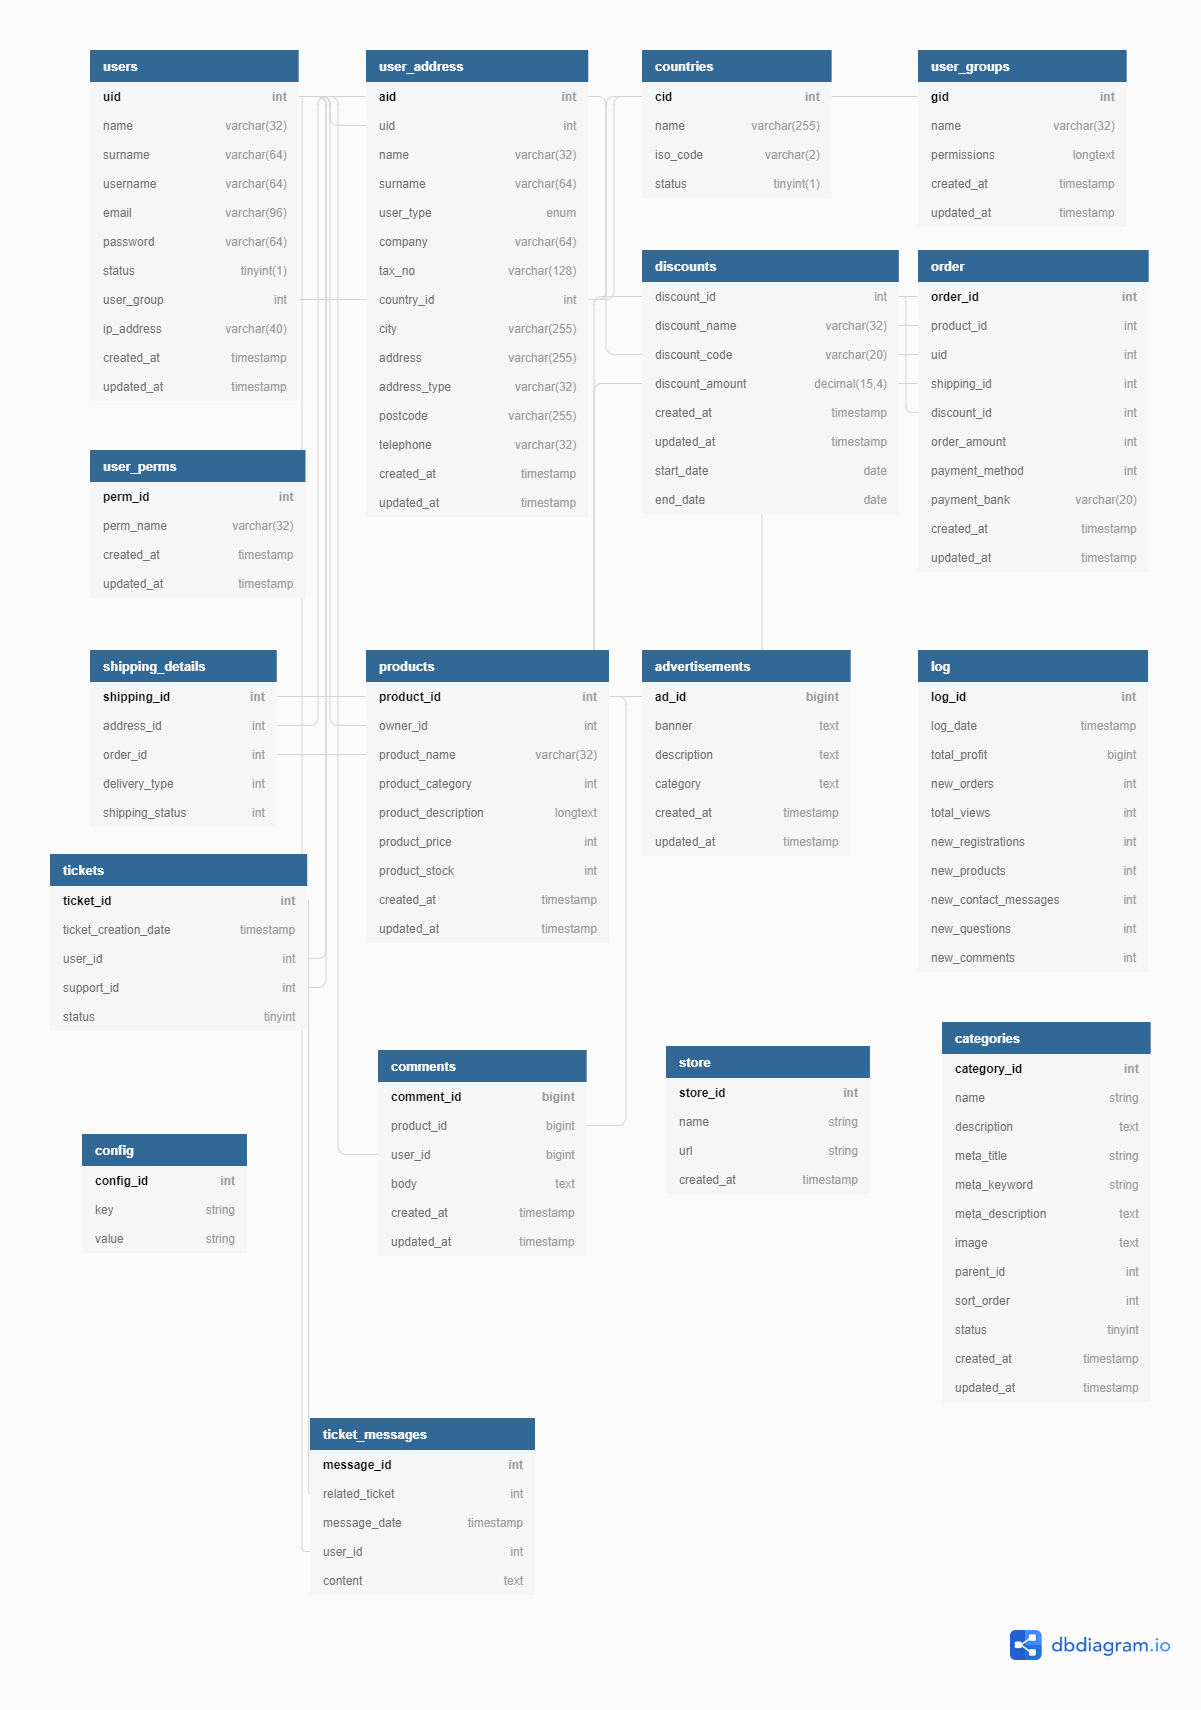 users
uid int
name varchar(32)
surname varchar(64)
username varchar(64)
email varchar(96)
password varchar(64)
status tinyint(1)
user_group int
ip_address varchar(40)
created_at timestamp
updated_at timestamp
user_address
aid int
uid int
name varchar(32)
surname varchar(64)
user_type enum
company varchar(64)
tax_no varchar(128)
country_id int
city varchar(255)
address varchar(255)
address_type varchar(32)
postcode varchar(255)
telephone varchar(32)
created_at timestamp
updated_at timestamp
countries
cid int
name varchar(255)
iso_code varchar(2)
status tinyint(1)
user_groups
gid int
name varchar(32)
permissions longtext
created_at timestamp
updated_at timestamp
discounts
discount_id int
discount_name varchar(32)
discount_code varchar(20)
discount_amount decimal(15,4)
created_at timestamp
updated_at timestamp
start_date date
end_date date
order
order_id int
product_id int
uid int
shipping_id int
discount_id int
order_amount int
payment_method int
payment_bank varchar(20)
created_at timestamp
updated_at timestamp
user_perms
perm_id int
perm_name varchar(32)
created_at timestamp
updated_at timestamp
shipping_details
shipping_id int
address_id int
order_id int
delivery_type int
shipping_status int
products
product_id int
owner_id int
product_name varchar(32)
product_category int
product_description longtext
product_price int
product_stock int
created_at timestamp
updated_at timestamp
advertisements
ad_id bigint
banner text
description text
category text
created_at timestamp
updated_at timestamp
log
log_id int
log_date timestamp
total_profit bigint
new_orders int
total_views int
new_registrations int
new_products int
new_contact_messages int
new_questions int
new_comments int
tickets
ticket_id int
ticket_creation_date timestamp
user_id int
support_id int
status tinyint
comments
comment_id bigint
product_id bigint
user_id bigint
body text
created_at timestamp
updated_at timestamp
store
store_id int
name string
url string
created_at timestamp
categories
category_id int
name string
description text
meta_title string
meta_keyword string
meta_description text
image text
parent_id int
sort_order int
status tinyint
created_at timestamp
updated_at timestamp
config
config_id int
key string
value string
ticket_messages
message_id int
related_ticket int
message_date timestamp
user_id int
content text
dbdiagram.io